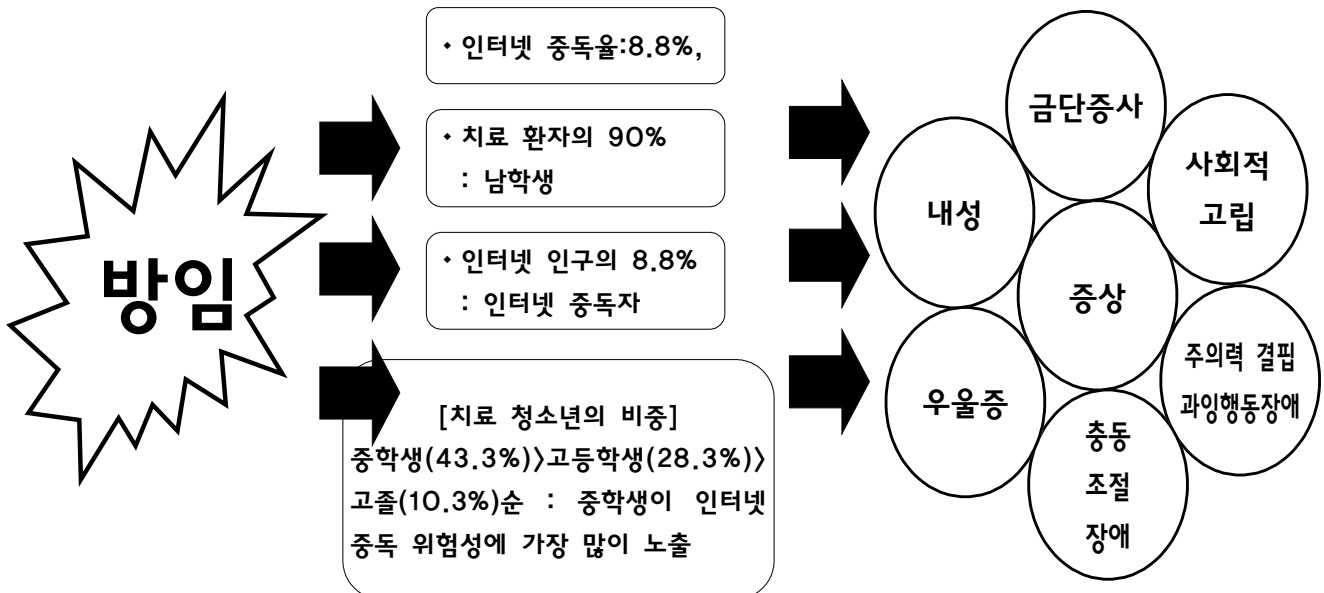 방임
• 인터넷 중독율:8.8%,
• 치료 환자의 90%
: 남학생
• 인터넷 인구의 8.8%
: 인터넷 중독자
[치료 청소년의 비중]
중학생(43.3%)>고등학생(28.3%)>
고졸(10.3%)순 : 중학생이 인터넷
중독 위험성에 가장 많이 노출
금단증사
사회적
고립
내성
증상
주의력 결핍
과잉행동장애
우울증
충동
조절
장애